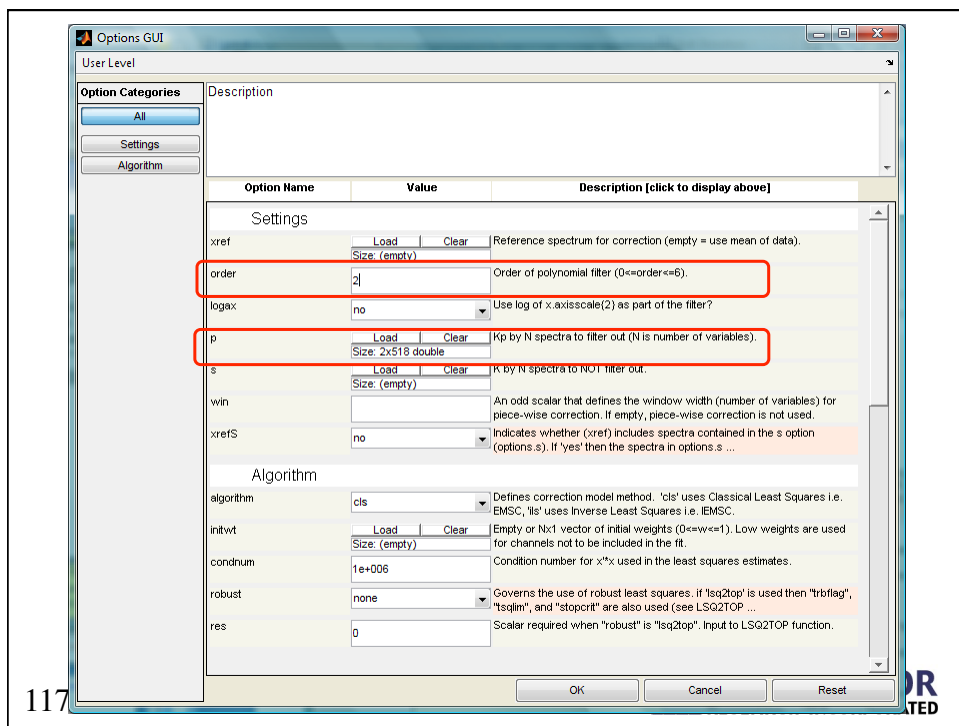 Options GUI
User Level
Option Categories
All
Settings
Algorithm
Description
Option Name Value Description [click to display above]
Settings
xref Load Clear Reference spectrum for correction (empty = use mean of data).
Size: (empty)
order 2 Order of polynomial filter (0<=order<=6).
logax no Use log of x.axisscale{2} as part of the filter?
p Load Clear Kp by N spectra to filter out (N is number of variables).
Size: 2x518 double
s Load Clear K by N spectra to NOT filter out.
Size: (empty)
win An odd scalar that defines the window width (number of variables) for
piece-wise correction. If empty, piece-wise correction is not used.
xrefS no Indicates whether (xref) includes spectra contained in the s option
(options.s). If 'yes' then the spectra in options.s ...
Algorithm
algorithm cls Defines correction model method. 'cls' uses Classical Least Squares i.e.
EMSC, 'ils' uses Inverse Least Squares i.e. IEMSC.
initwt Load Clear Empty or Nx1 vector of initial weights (0<=w<=1). Low weights are used
Size: (empty) for channels not to be included in the fit.
condnum 1e+006 Condition number for x'*x used in the least squares estimates.
robust none Governs the use of robust least squares. if 'lsq2top' is used then "trbflag",
"tsqlim", and "stopcrit" are also used (see LSQ2TOP ...
res 0 Scalar required when "robust" is "lsq2top". Input to LSQ2TOP function.
OK Cancel Reset
117